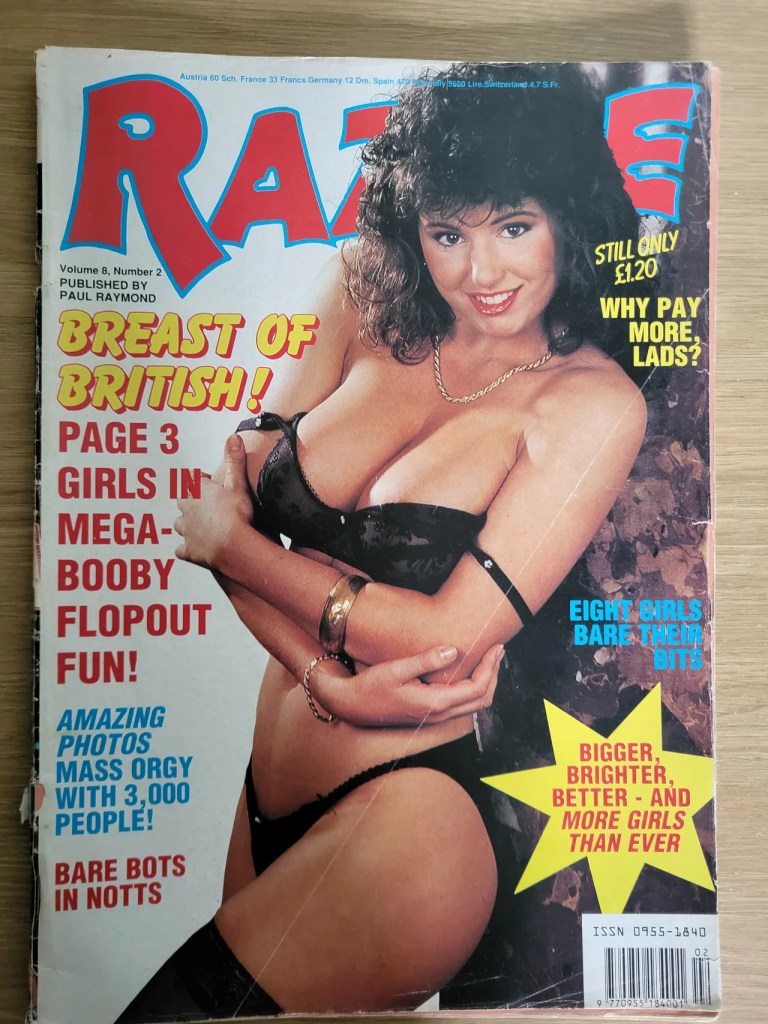 Austria 60 Sch. France 33 Francs.Germany 12 Dm. Spain 5600 Lire.Switzerland 4.7 S.Fr.
RAZ E
Volume 8, Number 2
PUBLISHED BY
PAUL RAYMOND
STILL ONLY
£1.20
WHY PAY
MORE,
LADS?
BREAST OF
BRITISH!
PAGE 3
GIRLS IN
MEGA-
BOOBY
FLOPOUT
FUN!
EIGHT GIRLS
BARE THEIR
BITS
AMAZING
PHOTOS
MASS ORGY
WITH 3,000
PEOPLE!
BIGGER,
BRIGHTER,
BETTER - AND
MORE GIRLS
THAN EVER
BARE BOTS
IN NOTTS
ISSN 0955-1840
02
9 770955 184001